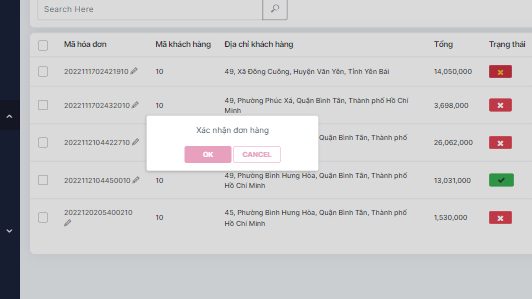 Search Here
Mã hóa đơn Mã khách hàng Địa chỉ khách hàng Tổng Trạng thái
2022111702421910 10 49, Xã Đông Cuông, Huyện Văn Yên, Tỉnh Yên Bái 14,050,000
49, Phường Phúc Xá, Quận Bình Tân, Thành phố Hồ Chí
2022111702432010 10 Minh 3,698,000
Xác nhận đơn hàng
Quận Bình Tân, Thành phố
2022112104422710 26,062,000
OK CANCEL
49, Phường Bình Hưng Hòa, Quận Bình Tân, Thành phố
2022112104450010 10 Hồ Chí Minh 13,031,000
45, Phường Bình Hưng Hòa, Quận Bình Tân, Thành phố
2022120205400210 10 Hồ Chí Minh 1,530,000